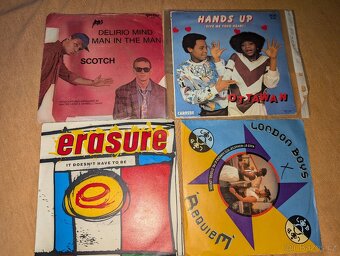 DELIRIO MIND
MAN IN THE MAN
SCOTCH
HANDS UP
(GIVE ME YOUR HEART)
OTTAWAN
CARRERE
erasure
IT DOESN'T HAVE TO BE
LONDON BOYS
REQUIEM